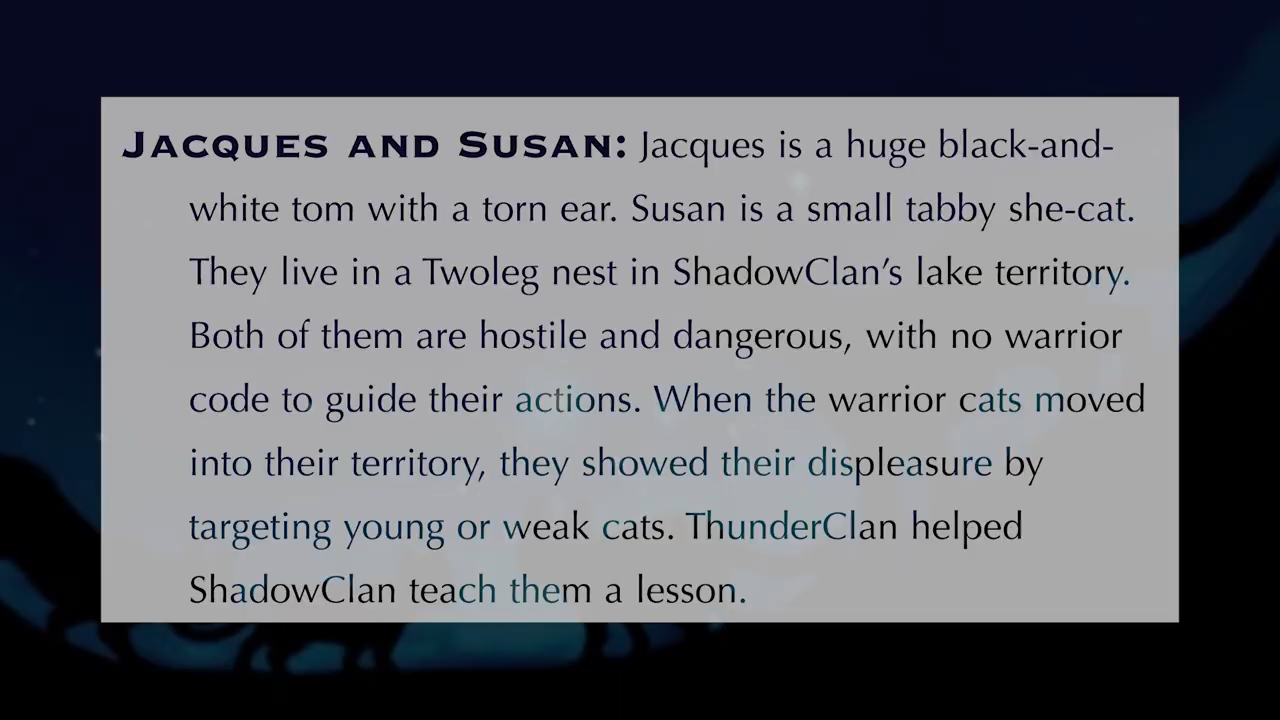 JACQUES AND SUSAN: Jacques is a huge black-and-
white tom with a torn ear. Susan is a small tabby she-cat.
They live in a Twoleg nest in ShadowClan’s lake territory.
Both of them are hostile and dangerous, with no warrior
code to guide their actions. When the warrior cats moved
into their territory, they showed their displeasure by
targeting young or weak cats. ThunderClan helped
ShadowClan teach them a lesson.